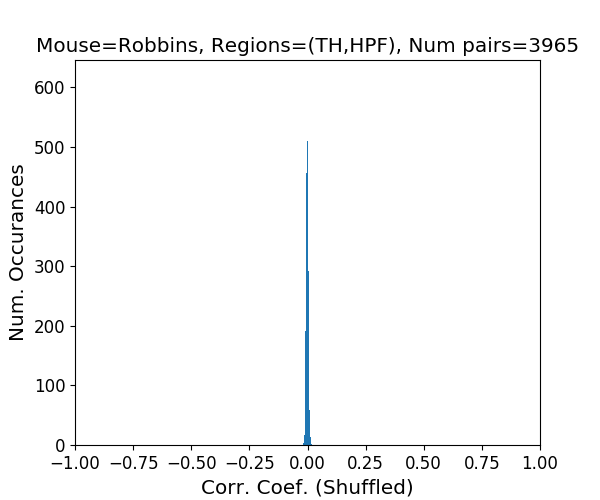 Mouse=Robbins, Regions=(TH,HPF), Num pairs=3965
Num. Occurances
600
500
400
300
200
100
0
−1.00 −0.75 −0.50 −0.25 0.00 0.25 0.50 0.75 1.00
Corr. Coef. (Shuffled)